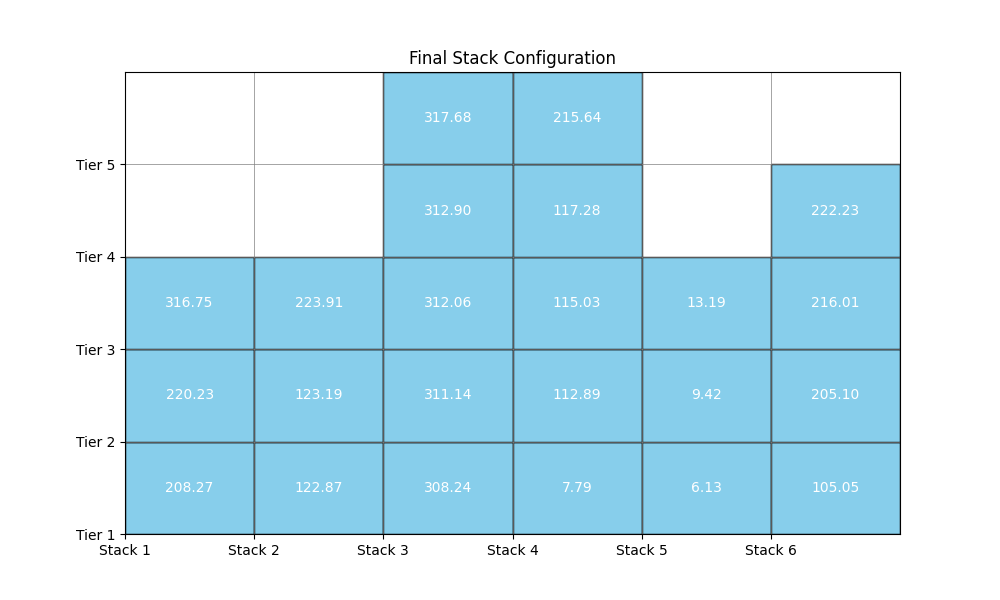 Final Stack Configuration
317.68 215.64
Tier 5
312.90 117.28 222.23
Tier 4
316.75 223.91 312.06 115.03 13.19 216.01
Tier 3
220.23 123.19 311.14 112.89 9.42 205.10
Tier 2
208.27 122.87 308.24 7.79 6.13 105.05
Tier 1
Stack 1 Stack 2 Stack 3 Stack 4 Stack 5 Stack 6